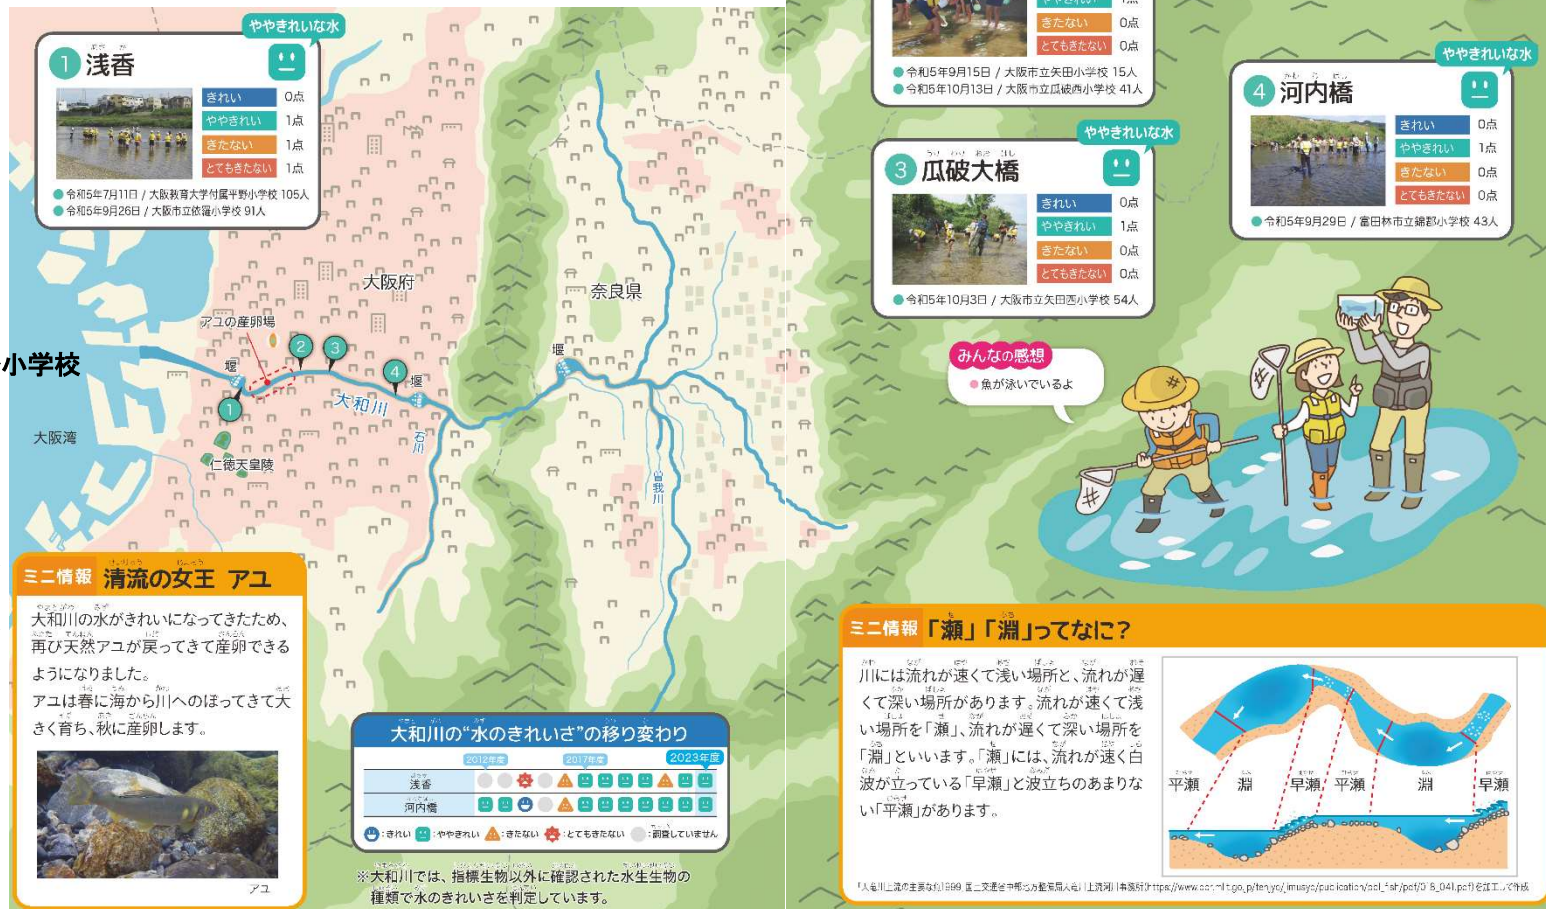 ややきれいな水
1 浅香
きれい 0点
ややきれい 1点
きたない 1点
とてもきたない 1点
令和5年7月11日 / 大阪教育大学付属平野小学校 105人
令和5年9月26日 / 大阪市立依羅小学校 91人
きたない 0点
とてもきたない 0点
令和5年9月15日 / 大阪市立矢田小学校 15人
令和5年10月13日 / 大阪市立瓜破西小学校 41人
ややきれいな水
3 瓜破大橋
きれい 0点
ややきれい 1点
きたない 0点
とてもきたない 0点
令和5年10月3日 / 大阪市立矢田西小学校 54人
ややきれいな水
4 河内橋
きれい 0点
ややきれい 1点
きたない 0点
とてもきたない 0点
令和5年9月29日 / 富田林市立錦郡小学校 43人
みんなの感想
魚が泳いでいるよ
小学校
大阪府
奈良県
アユの産卵場
堰
堰
堰
1
2
3
4
大和川
石川
曽我川
大阪湾
仁徳天皇陵
ミニ情報 清流の女王 アユ
大和川の水がきれいになってきたため、
再び天然アユが戻ってきて産卵できる
ようになりました。
アユは春に海から川へのぼってきて大
きく育ち、秋に産卵します。
アユ
大和川の“水のきれいさ”の移り変わり
2012年度 2017年度 2023年度
浅香
河内橋
:きれい :ややきれい :きたない :とてもきたない :調査していません
※大和川では、指標生物以外に確認された水生生物の
種類で水のきれいさを判定しています。
ミニ情報 「瀬」「淵」ってなに?
川には流れが速くて浅い場所と、流れが遅
くて深い場所があります。流れが速くて浅
い場所を「瀬」、流れが遅くて深い場所を
「淵」といいます。「瀬」には、流れが速く白
波が立っている「早瀬」と波立ちのあまりな
い「平瀬」があります。
平瀬 淵 早瀬 平瀬 淵 早瀬